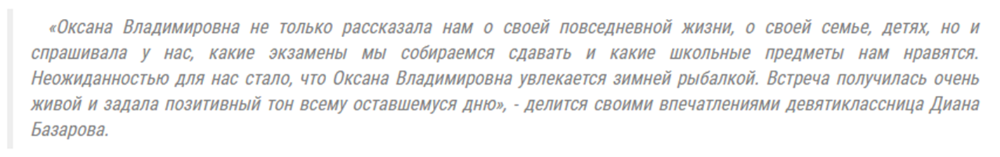 «Оксана Владимировна не только рассказала нам о своей повседневной жизни, о своей семье, детях, но и
спрашивала у нас, какие экзамены мы собираемся сдавать и какие школьные предметы нам нравятся.
Неожиданностью для нас стало, что Оксана Владимировна увлекается зимней рыбалкой. Встреча получилась очень
живой и задала позитивный тон всему оставшемуся дню», - делится своими впечатлениями девятиклассница Диана
Базарова.